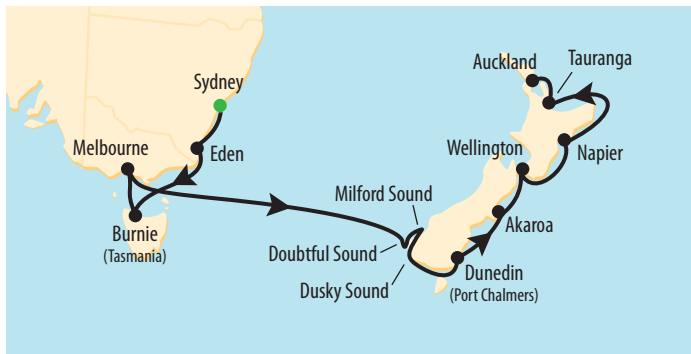 Sydney
Eden
Melbourne
Burnie
(Tasmania)
Milford Sound
Doubtful Sound
Dusky Sound
Dunedin
(Port Chalmers)
Akaroa
Wellington
Napier
Tauranga
Auckland